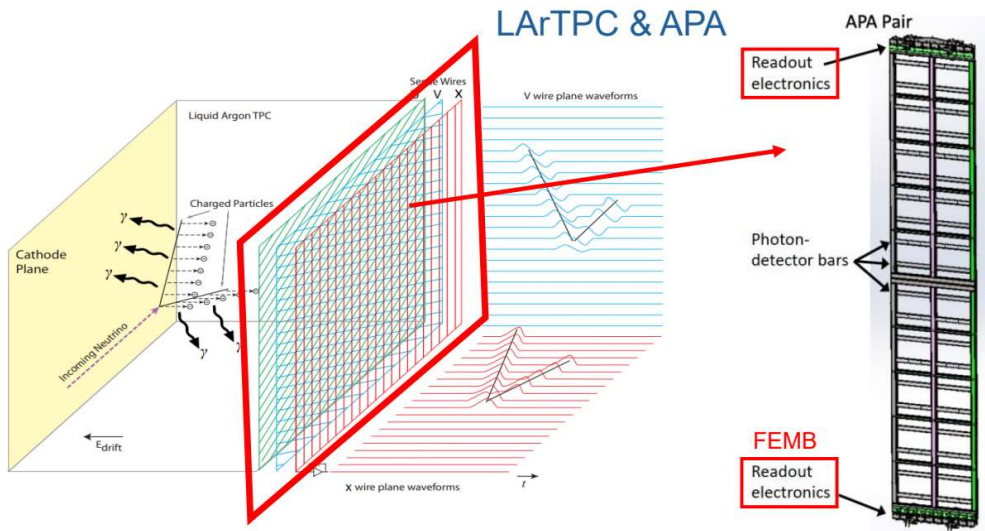 LArTPC & APA
APA Pair
Readout
electronics
Sense Wires
U V X
V wire plane waveforms
Liquid Argon TPC
Charged Particles
γ
γ
γ
γ
γ
Cathode
Plane
Incoming Neutrino
Photon-
detector bars
E drift
X wire plane waveforms
t
FEMB
Readout
electronics